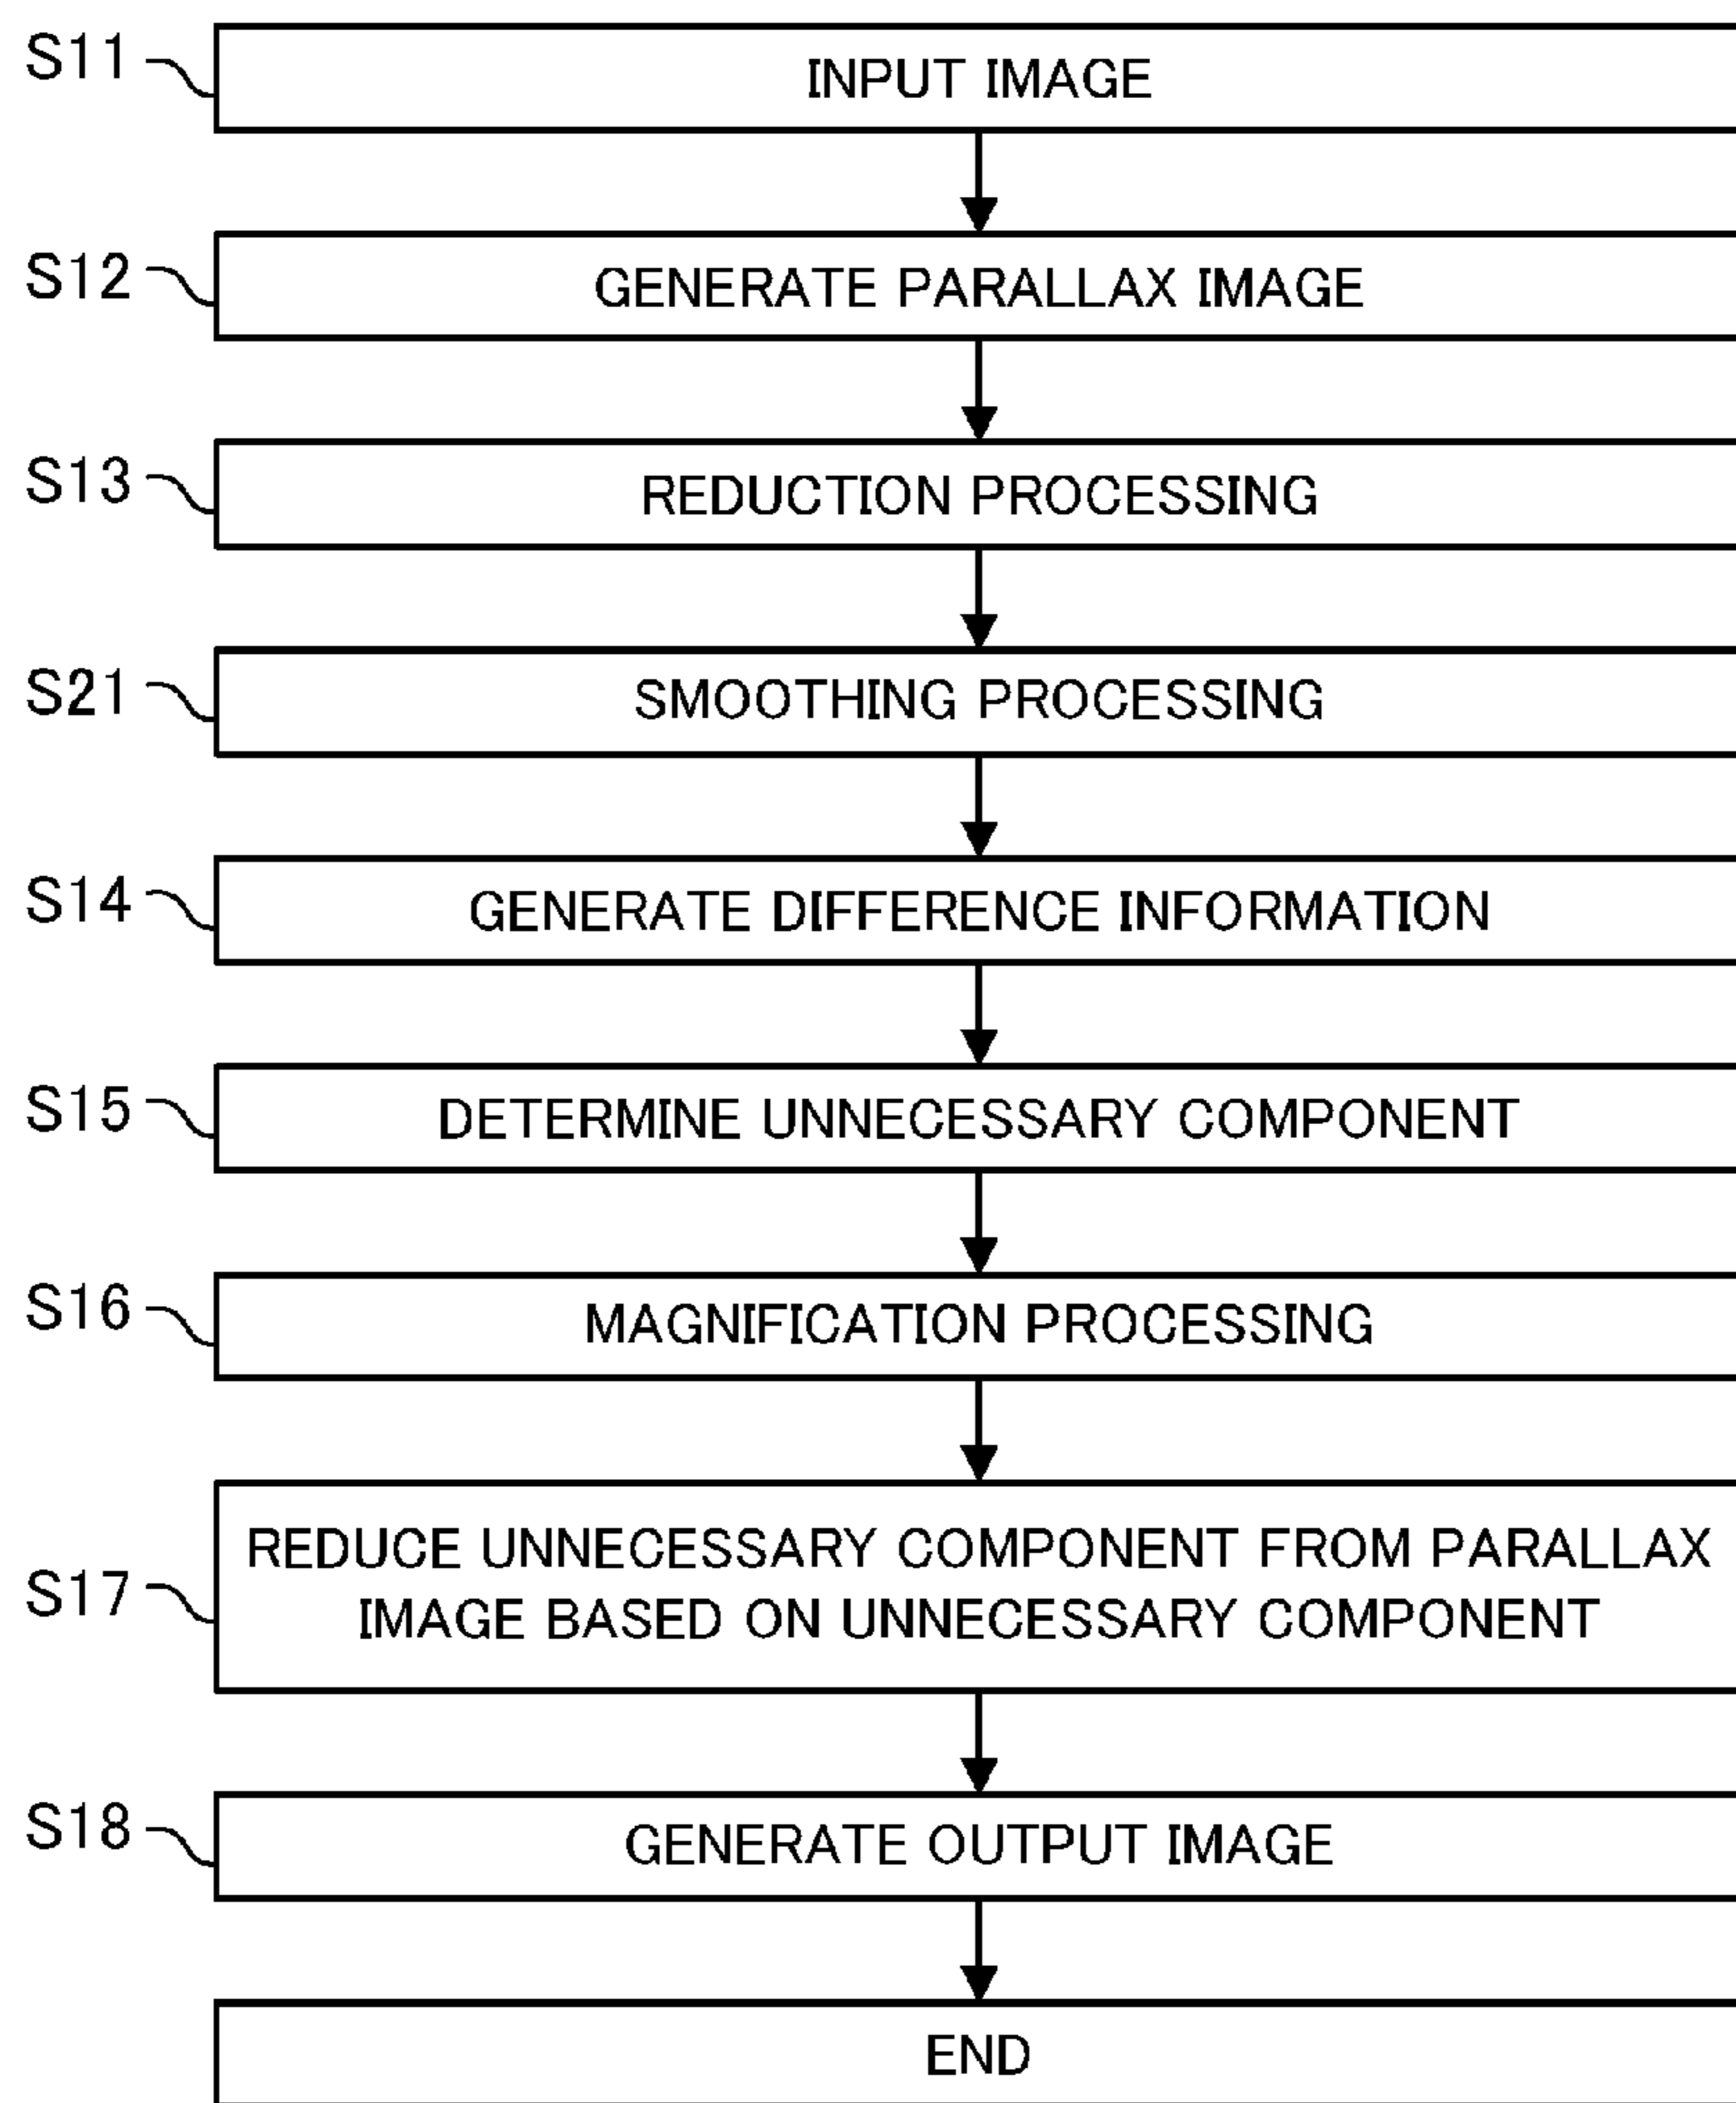 S11 INPUT IMAGE
S12 GENERATE PARALLAX IMAGE
S13 REDUCTION PROCESSING
S21 SMOOTHING PROCESSING
S14 GENERATE DIFFERENCE INFORMATION
S15 DETERMINE UNNECESSARY COMPONENT
S16 MAGNIFICATION PROCESSING
S17 REDUCE UNNECESSARY COMPONENT FROM PARALLAX
IMAGE BASED ON UNNECESSARY COMPONENT
S18 GENERATE OUTPUT IMAGE
END